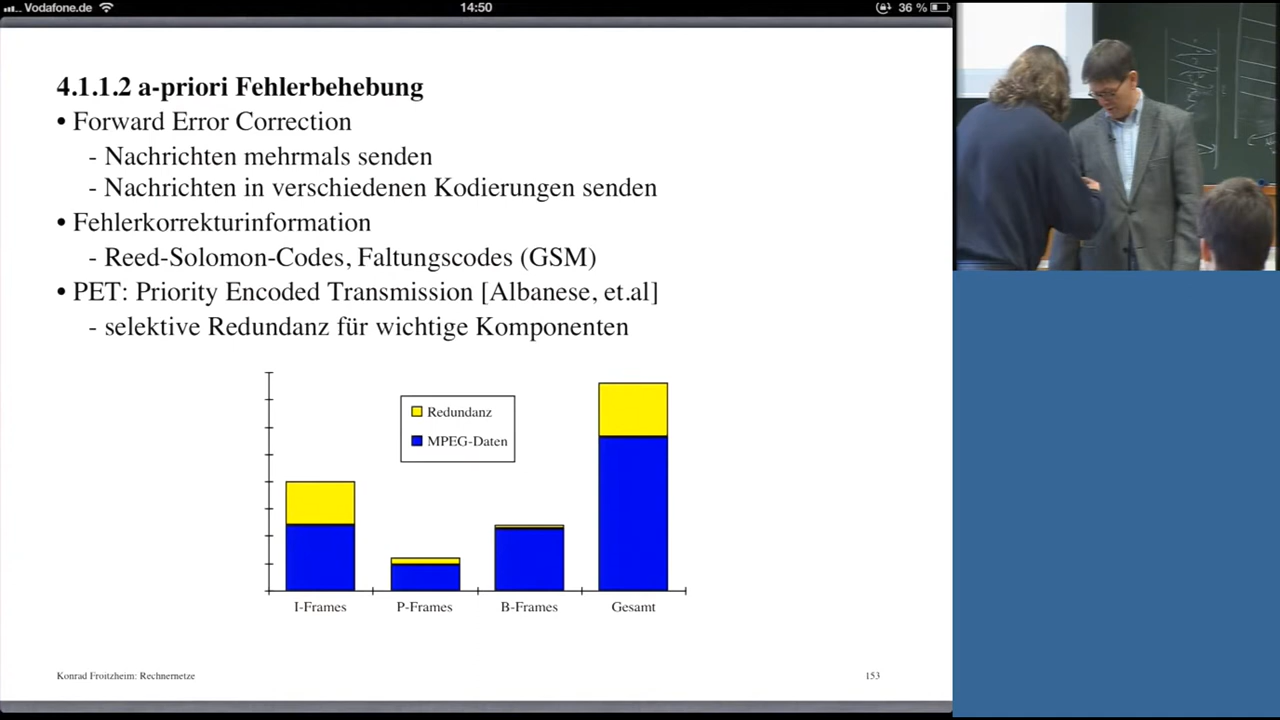 Vodafone.de 14:50 36 %
4.1.1.2 a-priori Fehlerbehebung
• Forward Error Correction
- Nachrichten mehrmals senden
- Nachrichten in verschiedenen Kodierungen senden
• Fehlerkorrekturinformation
- Reed-Solomon-Codes, Faltungscodes (GSM)
• PET: Priority Encoded Transmission [Albanese, et.al]
- selektive Redundanz für wichtige Komponenten
Redundanz
MPEG-Daten
I-Frames P-Frames B-Frames Gesamt
Konrad Froitzheim: Rechnernetze 153